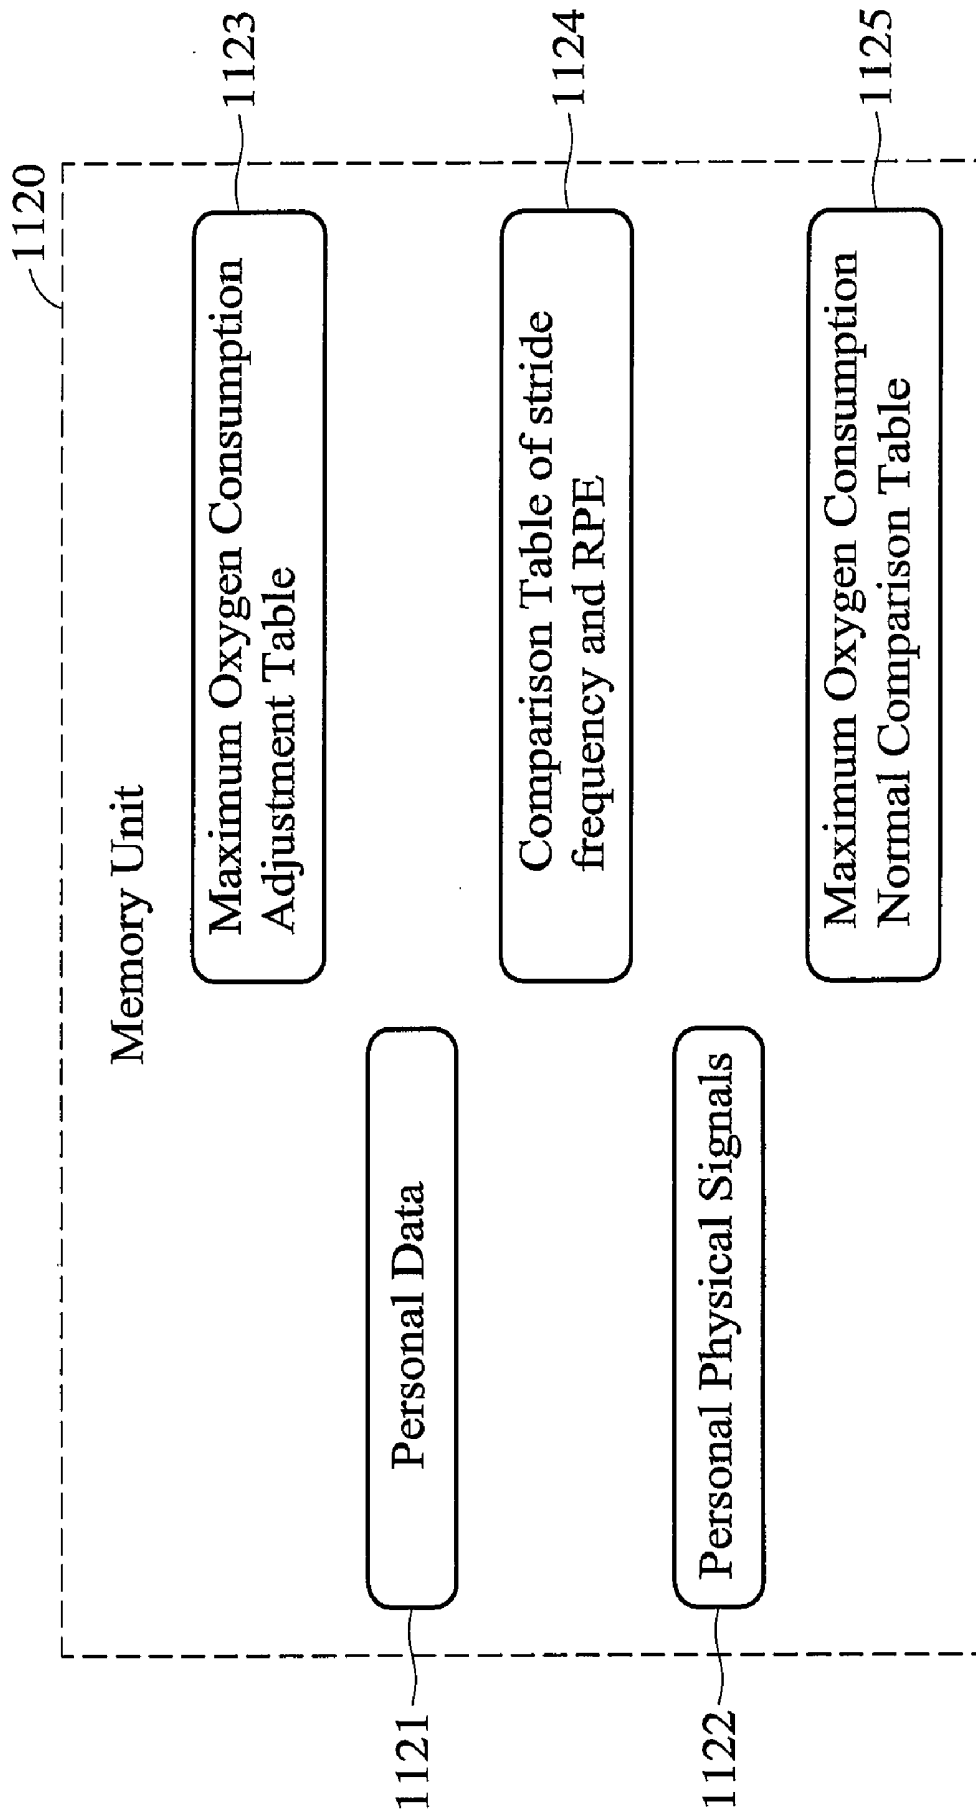 1120
Memory Unit
Maximum Oxygen Consumption
Adjustment Table
1123
1121
Personal Data
Comparison Table of stride
frequency and RPE
1124
1122
Personal Physical Signals
Maximum Oxygen Consumption
Normal Comparison Table
1125